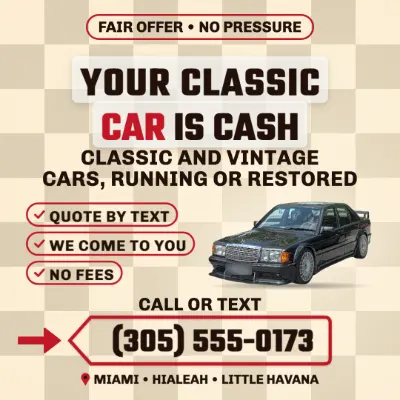 FAIR OFFER • NO PRESSURE
YOUR CLASSIC
CAR IS CASH
CLASSIC AND VINTAGE
CARS, RUNNING OR RESTORED
QUOTE BY TEXT
WE COME TO YOU
NO FEES
CALL OR TEXT
(305) 555-0173
MIAMI • HIALEAH • LITTLE HAVANA